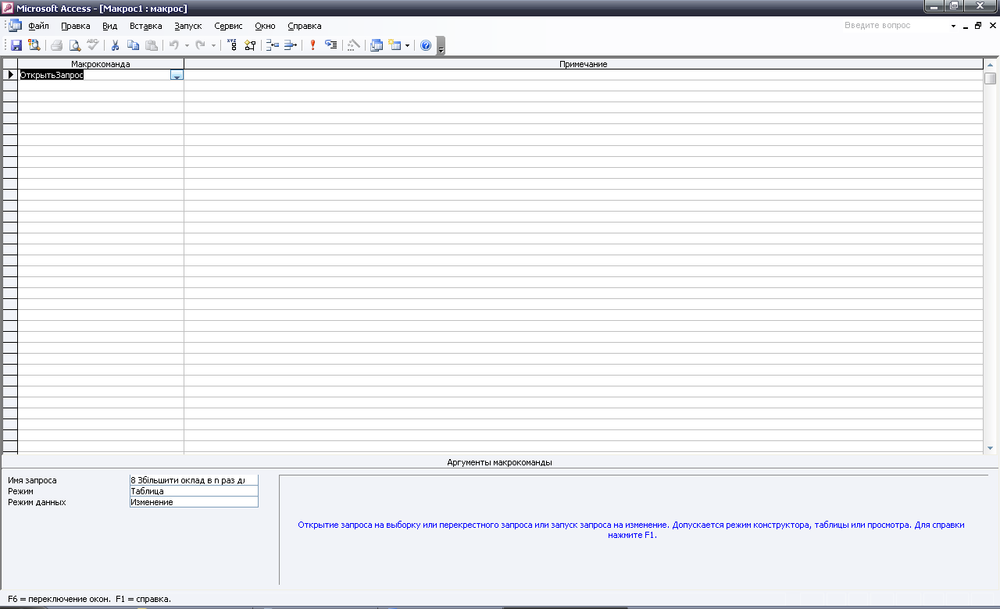 Microsoft Access - [Макрос1 : макрос]
Файл Правка Вид Вставка Запуск Сервис Окно Справка Введите вопрос
Макрокоманда Примечание
ОткрытьЗапрос
Аргументы макрокоманды
Имя запроса 8 Збільшити оклад в n раз
Режим Таблица
Режим данных Изменение
Открытие запроса на выборку или перекрестного запроса или запуск запроса на изменение. Допускается режим конструктора, таблицы или просмотра. Для справки
нажмите F1.
F6 = переключение окон. F1 = справка.